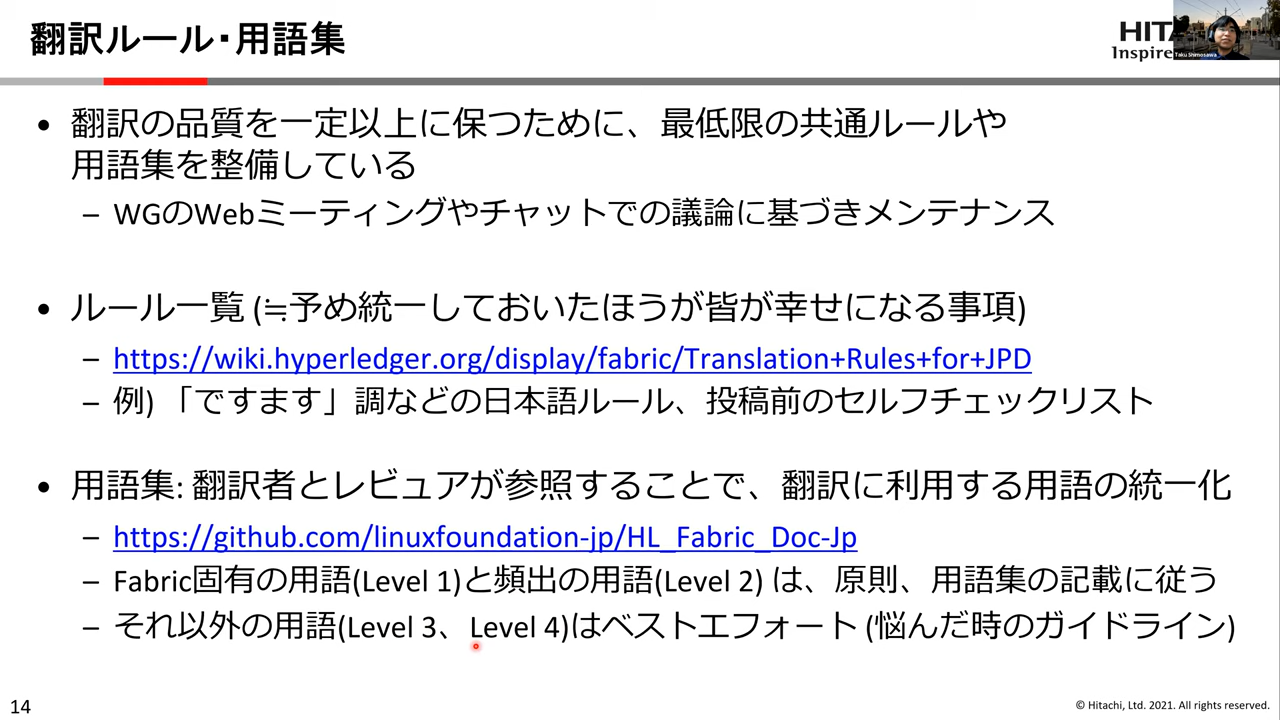 翻訳ルール・用語集
HIT
Inspire
Taku Shimosawa
• 翻訳の品質を一定以上に保つために、最低限の共通ルールや
用語集を整備している
– WGのWebミーティングやチャットでの議論に基づきメンテナンス
• ルール一覧 (≒予め統一しておいたほうが皆が幸せになる事項)
– https://wiki.hyperledger.org/display/fabric/Translation+Rules+for+JPD
– 例) 「ですます」調などの日本語ルール、投稿前のセルフチェックリスト
• 用語集: 翻訳者とレビュアが参照することで、翻訳に利用する用語の統一化
– https://github.com/linuxfoundation-jp/HL_Fabric_Doc-Jp
– Fabric固有の用語(Level 1)と頻出の用語(Level 2) は、原則、用語集の記載に従う
– それ以外の用語(Level 3、Level 4)はベストエフォート (悩んだ時のガイドライン)
14
© Hitachi, Ltd. 2021. All rights reserved.